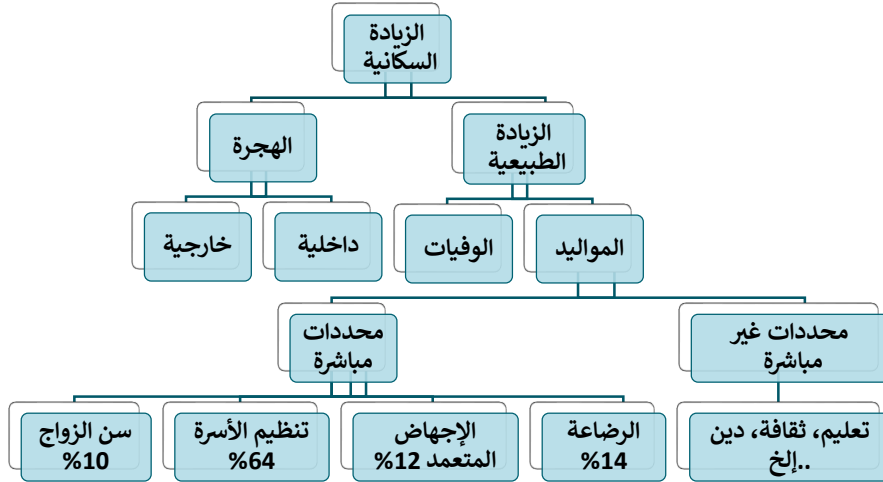 الزيادة
السكانية
الزيادة
الطبيعية
الهجرة
المواليد
الوفيات
داخلية
خارجية
محددات غير
مباشرة
محددات
مباشرة
تعليم، ثقافة، دين
..إلخ
الرضاعة
%14
الإجهاض
المتعمد 12%
تنظيم الأسرة
%64
سن الزواج
%10